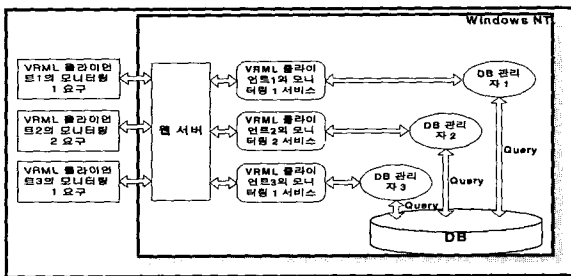 Windows NT
VRML 클라이언
트1의 모니터링
1 요구
VRML 클라이언
트2의 모니터링
2 요구
VRML 클라이언
트3의 모니터링
1 요구
웹 서버
VRML 클라이
언트1의 모니
터링 1 서비스
VRML 클라이
언트2의 모니
터링 2 서비스
VRML 클라이
언트3의 모니
터링 1 서비스
DB 관리
자 1
DB 관리
자 2
DB 관리
자 3
Query
Query
Query
DB